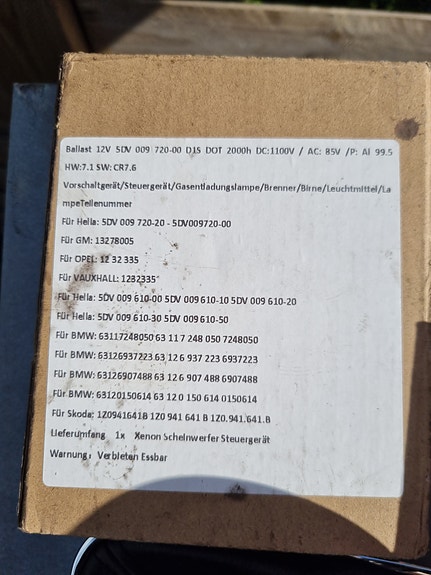 Ballast 12V 5DV 009 720-00 D1S DOT 2000h DC:1100V / AC: 85V /P: Al 99.5
HW:7.1 SW: CR7.6
Vorschaltgerät/Steuergerät/Gasentladungslampe/Brenner/Birne/Leuchtmittel/La
mpeTeilenummer
Für Hella: 5DV 009 720-20 - 5DV009720-00
Für GM: 13278005
Für OPEL: 12 32 335
Für VAUXHALL: 1232335"
Für Hella: 5DV 009 610-00 5DV 009 610-10 5DV 009 610-20
Für Hella: 5DV 009 610-30 5DV 009 610-50
Für BMW: 63117248050 63 11 7 248 050 7248050
Für BMW: 63126937223 63 12 6 937 223 6937223
Für BMW: 63126907488 63 12 6 907 488 6907488
Für BMW: 63120150614 63 12 0 150 614 0150614
Für Skoda: 1Z0941641B 1Z0 941 641 B 1Z0.941.641.B
Lieferumfang 1x Xenon Scheinwerfer Steuergerät
Warnung: Verbieten Essbar